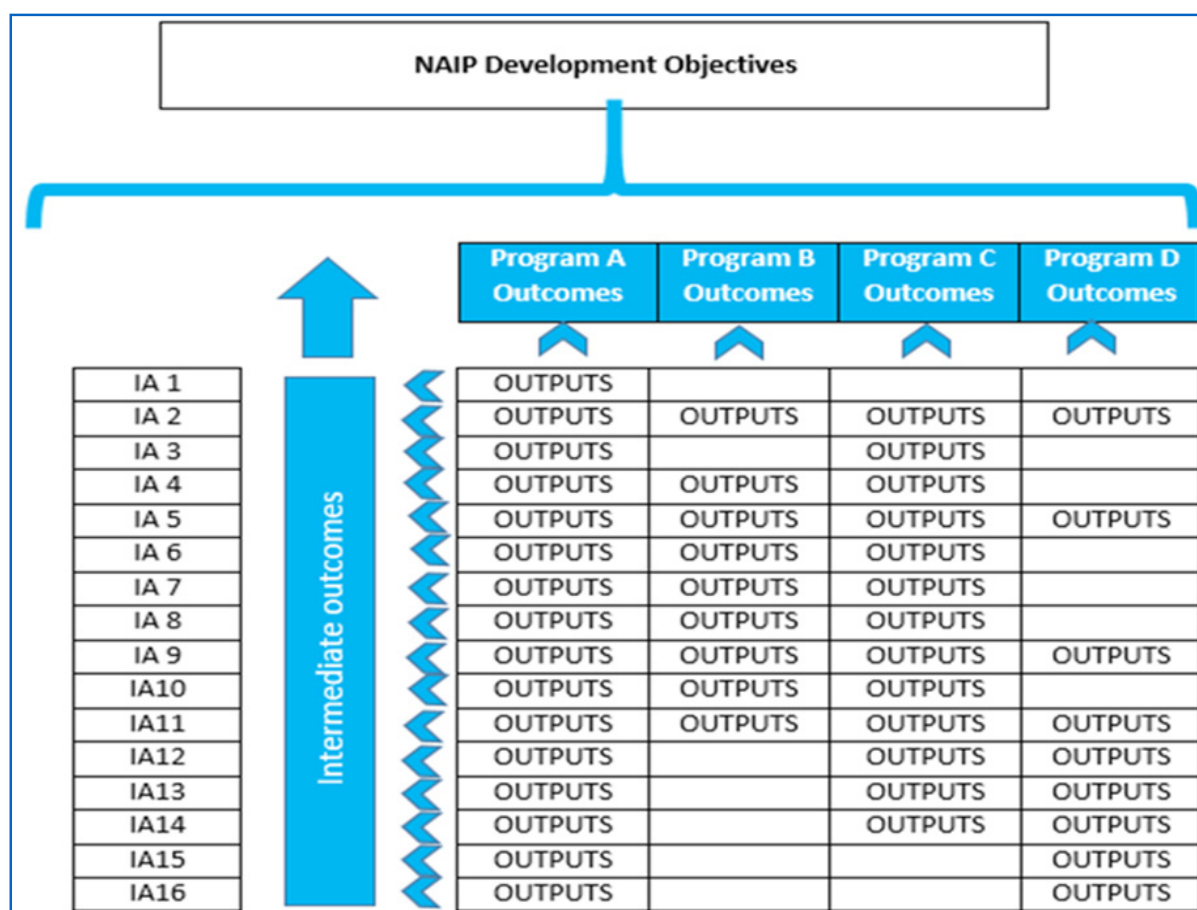 NAIP Development Objectives
Program A Program B Program C Program D
Outcomes Outcomes Outcomes Outcomes
Intermediate outcomes
IA 1 OUTPUTS
IA 2 OUTPUTS OUTPUTS OUTPUTS OUTPUTS
IA 3 OUTPUTS OUTPUTS
IA 4 OUTPUTS OUTPUTS OUTPUTS
IA 5 OUTPUTS OUTPUTS OUTPUTS OUTPUTS
IA 6 OUTPUTS OUTPUTS OUTPUTS
IA 7 OUTPUTS OUTPUTS OUTPUTS
IA 8 OUTPUTS OUTPUTS OUTPUTS
IA 9 OUTPUTS OUTPUTS OUTPUTS OUTPUTS
IA10 OUTPUTS OUTPUTS OUTPUTS
IA11 OUTPUTS OUTPUTS OUTPUTS OUTPUTS
IA12 OUTPUTS OUTPUTS OUTPUTS
IA13 OUTPUTS OUTPUTS OUTPUTS
IA14 OUTPUTS OUTPUTS OUTPUTS
IA15 OUTPUTS OUTPUTS
IA16 OUTPUTS OUTPUTS